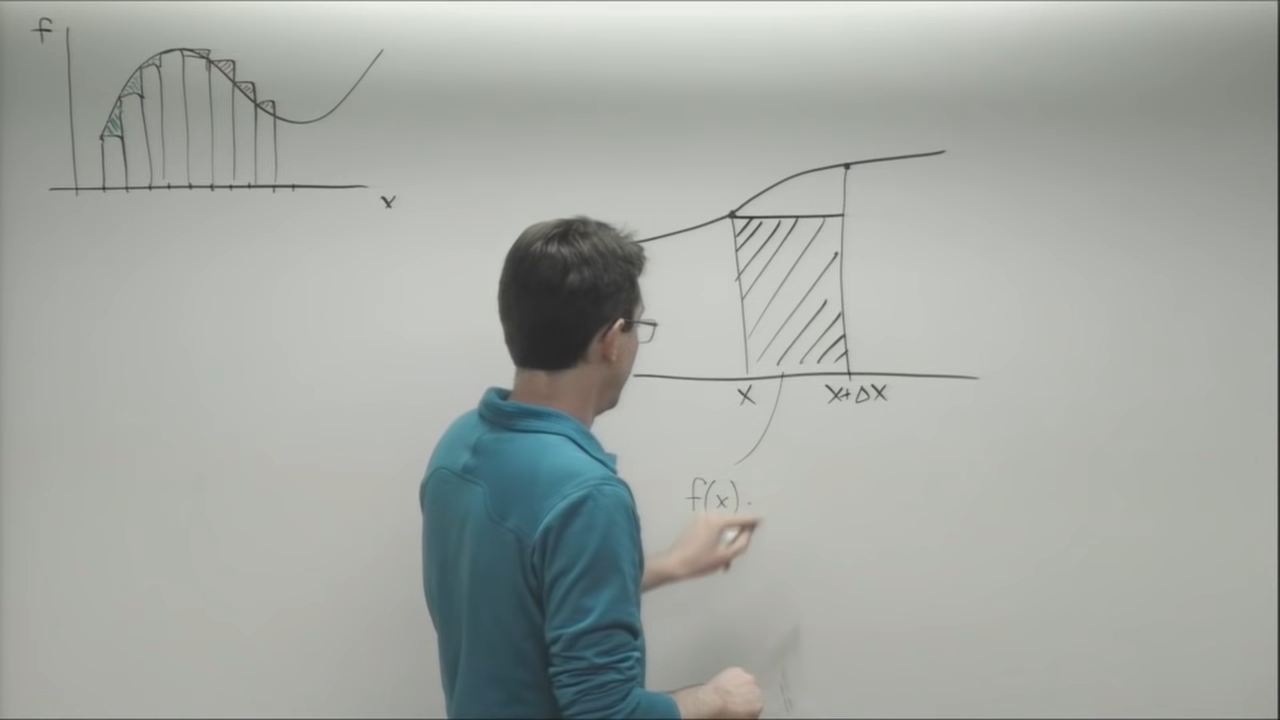 f
x
x x+Δx
f(x) ·